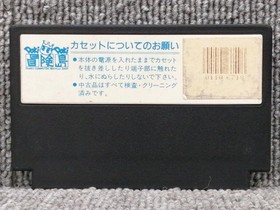 冒険島
カセットについてのお願い
●本体の電源を入れたままでカセット
を抜き差ししたり端子部に触れた
り、水にぬらしたりしないで下さい。
●中古品はすべて検査・クリーニング
済みです。